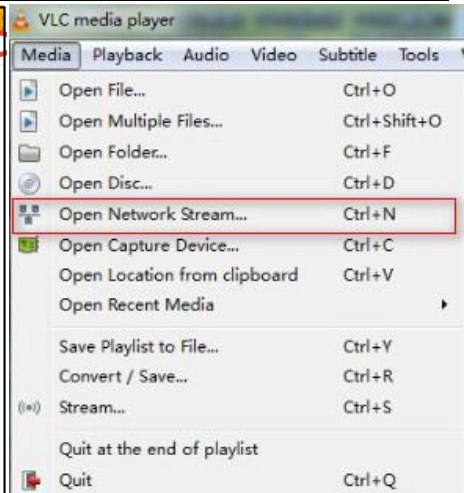 VLC media player
Media Playback Audio Video Subtitle Tools
Open File... Ctrl+O
Open Multiple Files... Ctrl+Shift+O
Open Folder... Ctrl+F
Open Disc... Ctrl+D
Open Network Stream... Ctrl+N
Open Capture Device... Ctrl+C
Open Location from clipboard Ctrl+V
Open Recent Media
Save Playlist to File... Ctrl+Y
Convert / Save... Ctrl+R
Stream... Ctrl+S
Quit at the end of playlist
Quit Ctrl+Q